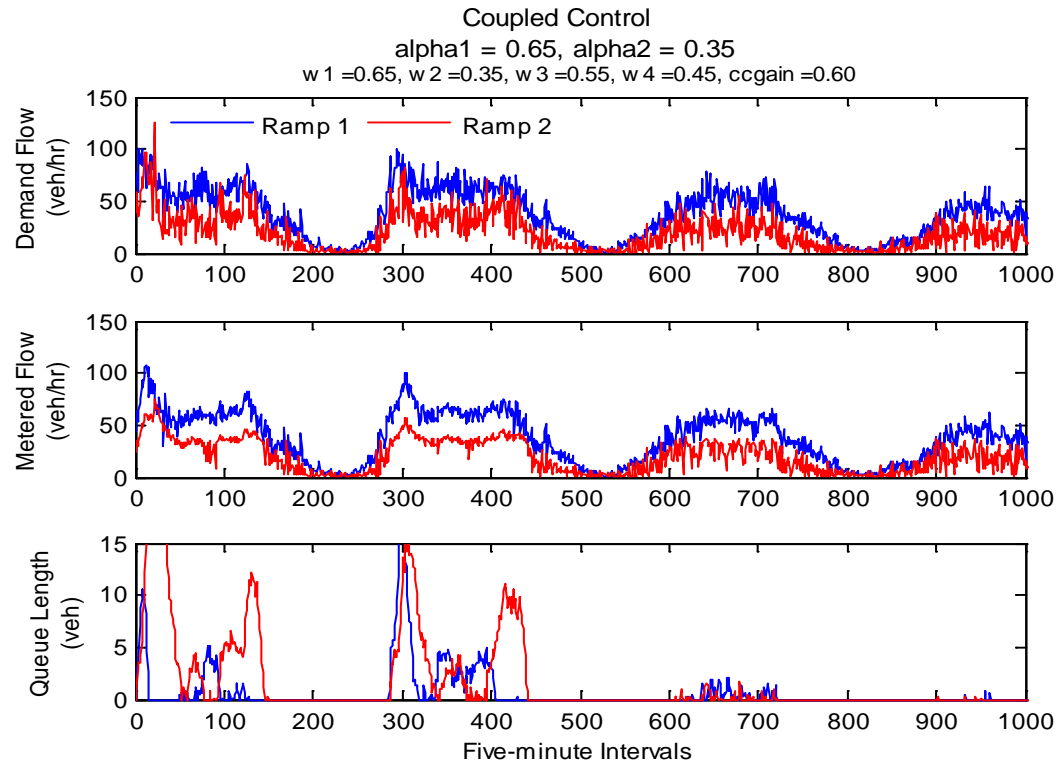 Coupled Control
alpha1 = 0.65, alpha2 = 0.35
w1=0.65, w2=0.35, w3=0.55, w4=0.45, ccgain=0.60
Demand Flow
(veh/hr)
150
100
50
0
Ramp 1
Ramp 2
0 100 200 300 400 500 600 700 800 900 1000
Metered Flow
(veh/hr)
150
100
50
0
0 100 200 300 400 500 600 700 800 900 1000
Queue Length
(veh)
15
10
5
0
0 100 200 300 400 500 600 700 800 900 1000
Five-minute Intervals